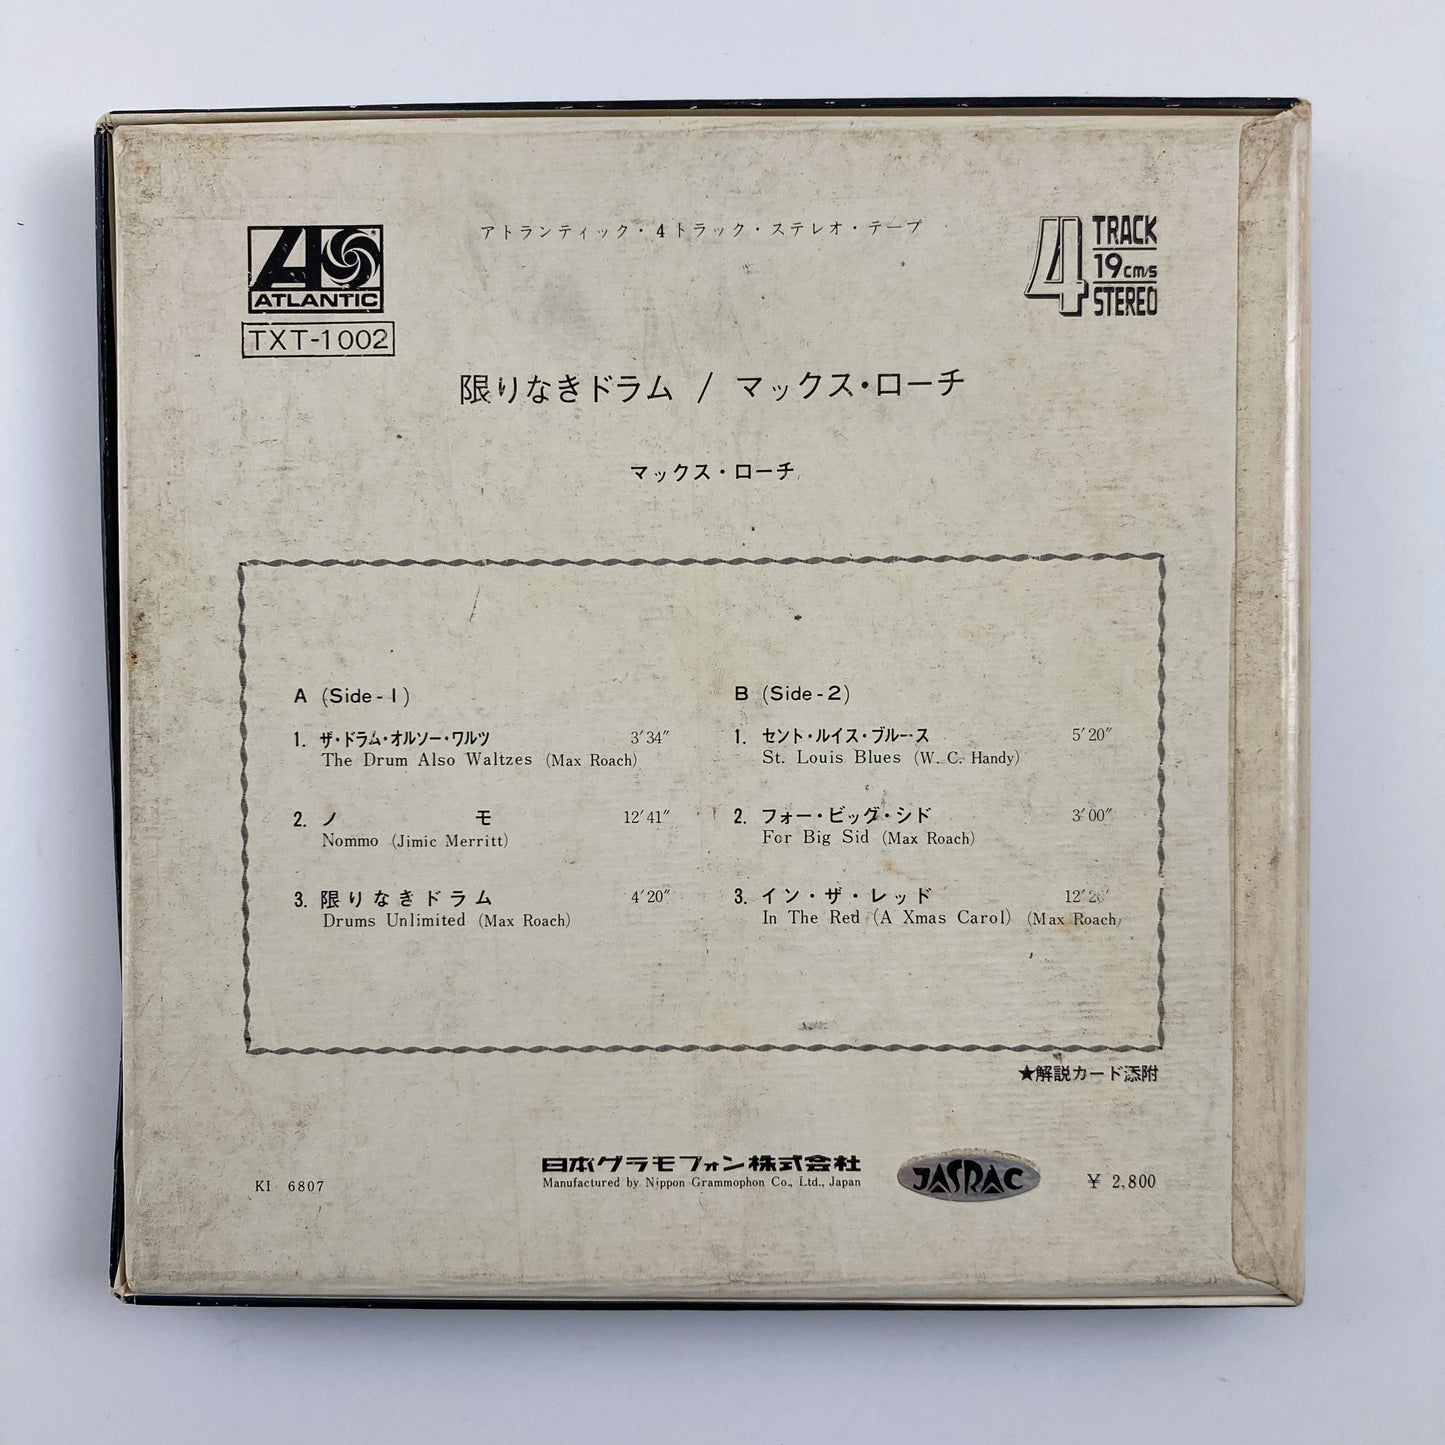 アトランティック・4トラック・ステレオ・テープ
ATLANTIC
TXT-1002
4 TRACK
19cm/s
STEREO
限りなきドラム / マックス・ローチ
マックス・ローチ
A (Side-1)
1. ザ・ドラム・オルソー・ワルツ 3′34″
The Drum Also Waltzes (Max Roach)
2. ノ モ 12′41″
Nommo (Jimic Merritt)
3. 限りなきドラム 4′20″
Drums Unlimited (Max Roach)
B (Side-2)
1. セント・ルイス・ブルース 5′20″
St. Louis Blues (W. C. Handy)
2. フォー・ビッグ・シド 3′00″
For Big Sid (Max Roach)
3. イン・ザ・レッド
In The Red (A Xmas Carol) (Max Roach)
★解説カード添附
KI 6807
日本グラモフォン株式会社
Manufactured by Nippon Grammophon Co., Ltd., Japan
JASRAC
¥ 2,800